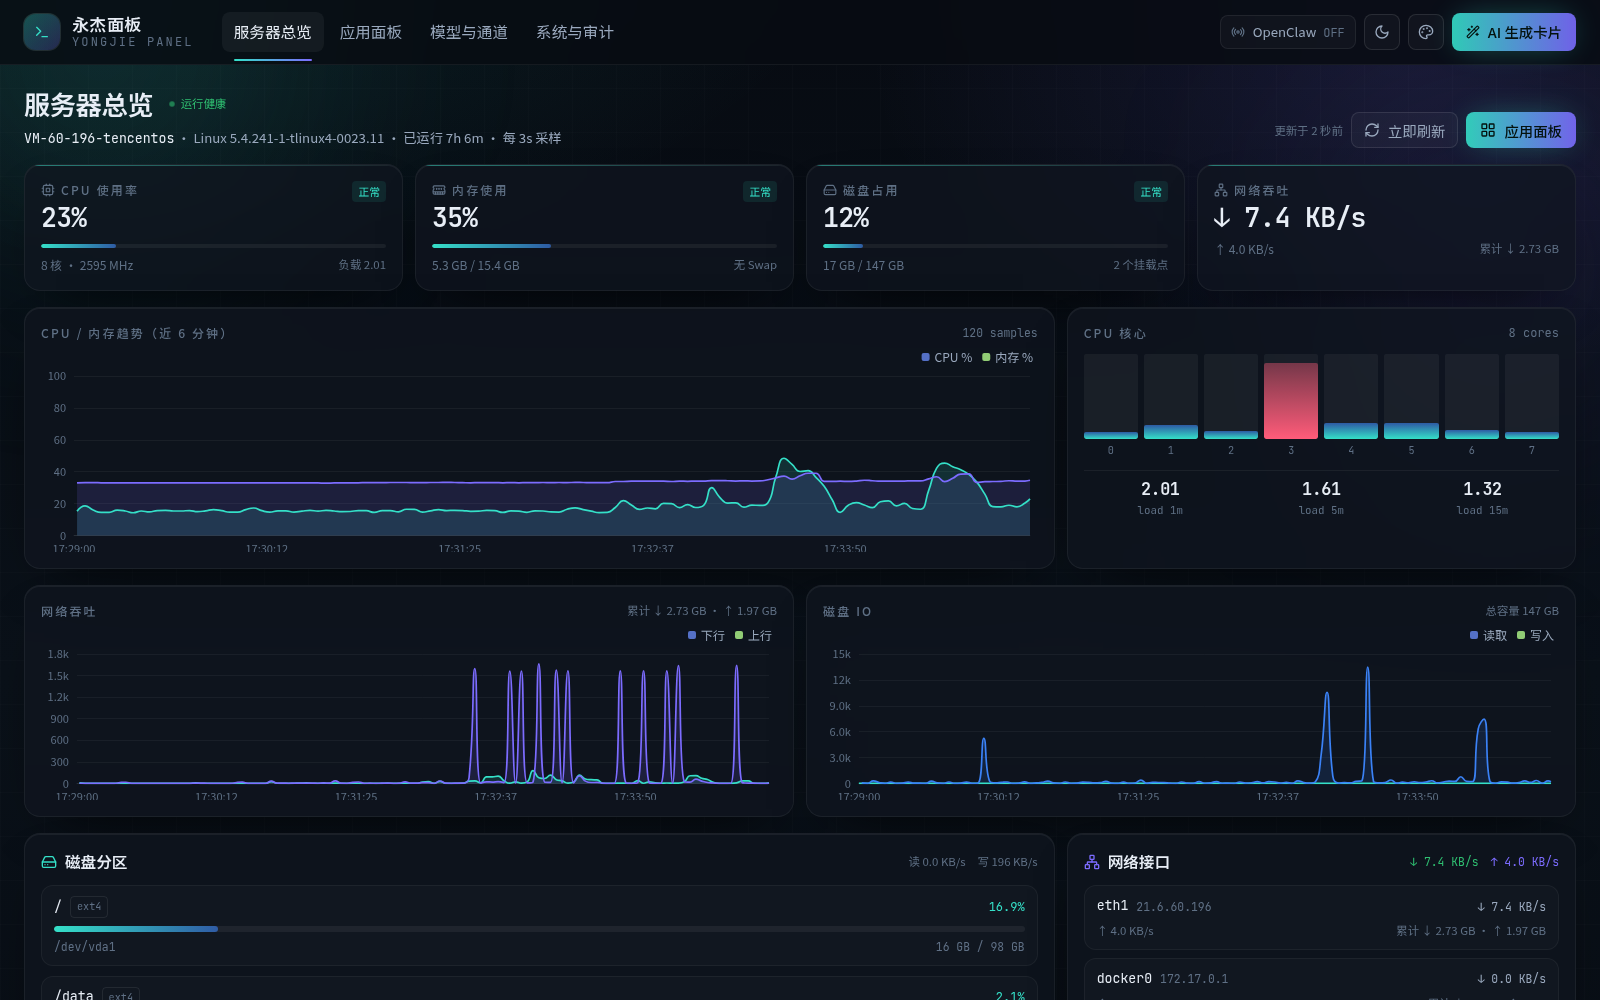 永杰面板
YONGJIE PANEL
服务器总览
应用面板
模型与通道
系统与审计
OpenClaw OFF
AI 生成卡片
服务器总览
运行健康
VM-60-196-tencentos • Linux 5.4.241-1-tlinux4-0023.11 • 已运行 7h 6m • 每 3s 采样
更新于 2 秒前
立即刷新
应用面板
CPU 使用率
正常
23%
8 核 • 2595 MHz
负载 2.01
内存使用
正常
35%
5.3 GB / 15.4 GB
无 Swap
磁盘占用
正常
12%
17 GB / 147 GB
2 个挂载点
网络吞吐
↓ 7.4 KB/s
↑ 4.0 KB/s
累计 ↓ 2.73 GB
CPU / 内存趋势（近 6 分钟）
120 samples
CPU %
内存 %
100
80
60
40
20
0
17:29:00
17:30:12
17:31:25
17:32:37
17:33:50
CPU 核心
8 cores
0
1
2
3
4
5
6
7
2.01
1.61
1.32
load 1m
load 5m
load 15m
网络吞吐
累计 ↓ 2.73 GB • ↑ 1.97 GB
下行
上行
1.8k
1.5k
1.2k
900
600
300
0
17:29:00
17:30:12
17:31:25
17:32:37
17:33:50
磁盘 IO
总容量 147 GB
读取
写入
15k
12k
9.0k
6.0k
3.0k
0
17:29:00
17:30:12
17:31:25
17:32:37
17:33:50
磁盘分区
读 0.0 KB/s
写 196 KB/s
/ ext4
16.9%
/dev/vda1
16 GB / 98 GB
/data ext4
2.1%
网络接口
↓ 7.4 KB/s
↑ 4.0 KB/s
eth1 21.6.60.196
↓ 7.4 KB/s
↑ 4.0 KB/s
累计 ↓ 2.73 GB • ↑ 1.97 GB
docker0 172.17.0.1
↓ 0.0 KB/s